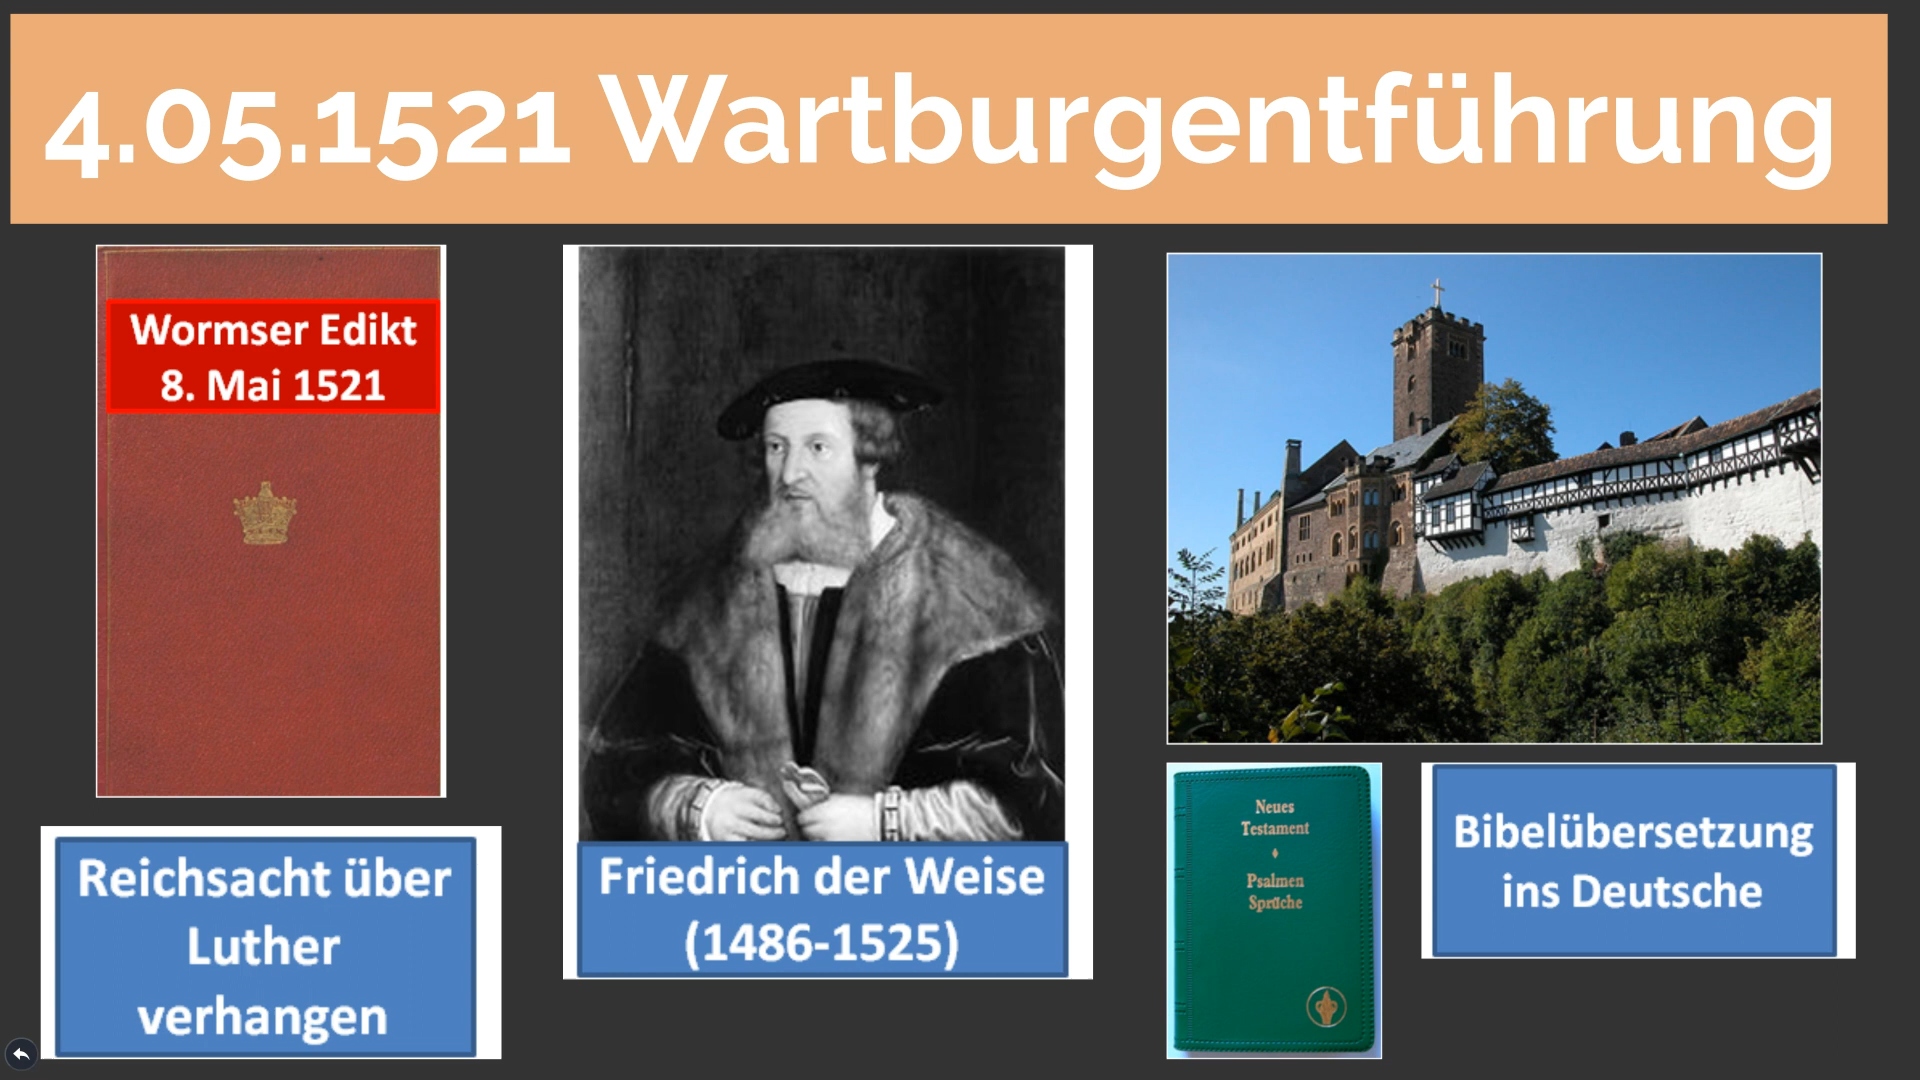 4.05.1521 Wartburgentführung
Wormser Edikt
8. Mai 1521
Reichsacht über
Luther
verhangen
Friedrich der Weise
(1486-1525)
Neues
Testament
Psalmen
Sprüche
Bibelübersetzung
ins Deutsche